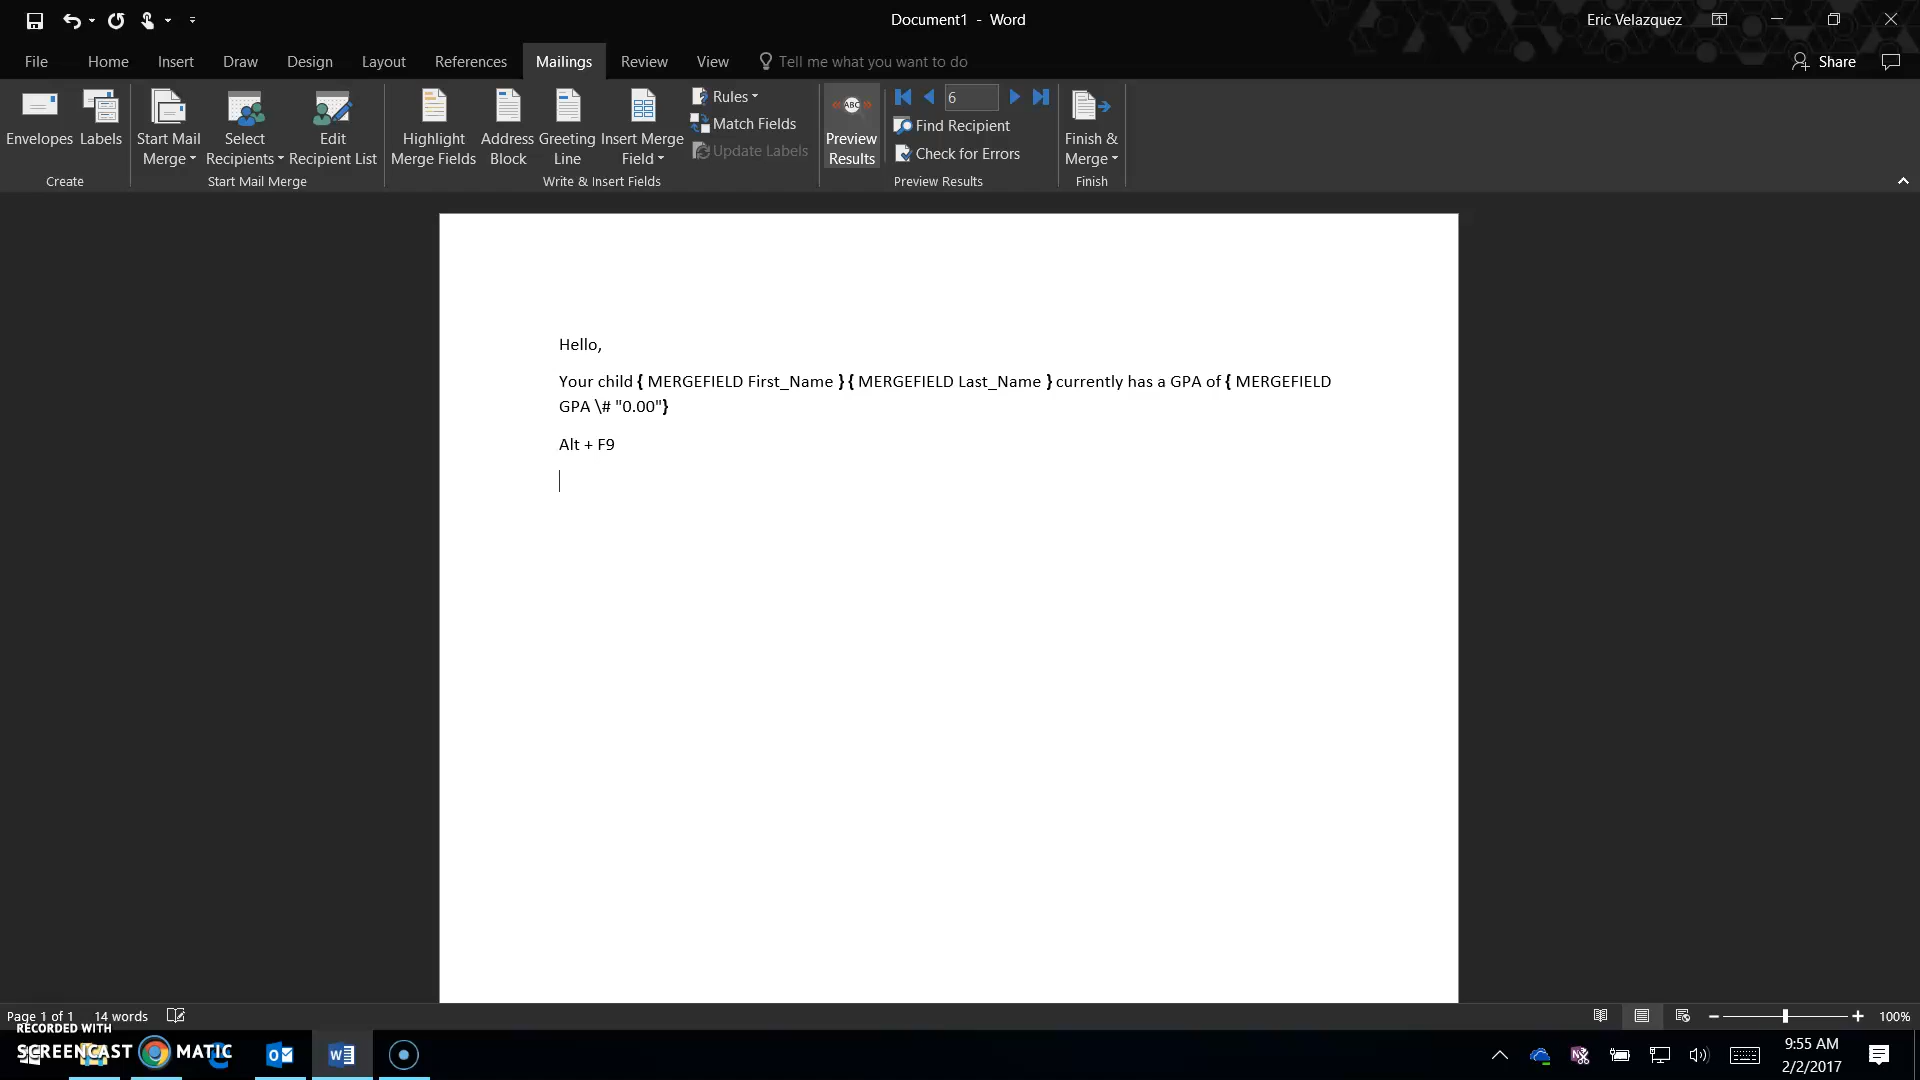 Document1 - Word
Eric Velazquez
File Home Insert Draw Design Layout References Mailings Review View Tell me what you want to do
Share
Envelopes Labels
Create
Start Mail
Merge
Select
Recipients
Edit
Recipient List
Start Mail Merge
Highlight
Merge Fields
Address
Block
Greeting
Line
Insert Merge
Field
Rules
Match Fields
Update Labels
Write & Insert Fields
ABC
Preview
Results
6
Find Recipient
Check for Errors
Preview Results
Finish &
Merge
Finish
Hello,
Your child { MERGEFIELD First_Name } { MERGEFIELD Last_Name } currently has a GPA of { MERGEFIELD
GPA \# "0.00"}
Alt + F9
Page 1 of 1 14 words
100%
RECORDED WITH
SCREENCAST MATIC
9:55 AM
2/2/2017